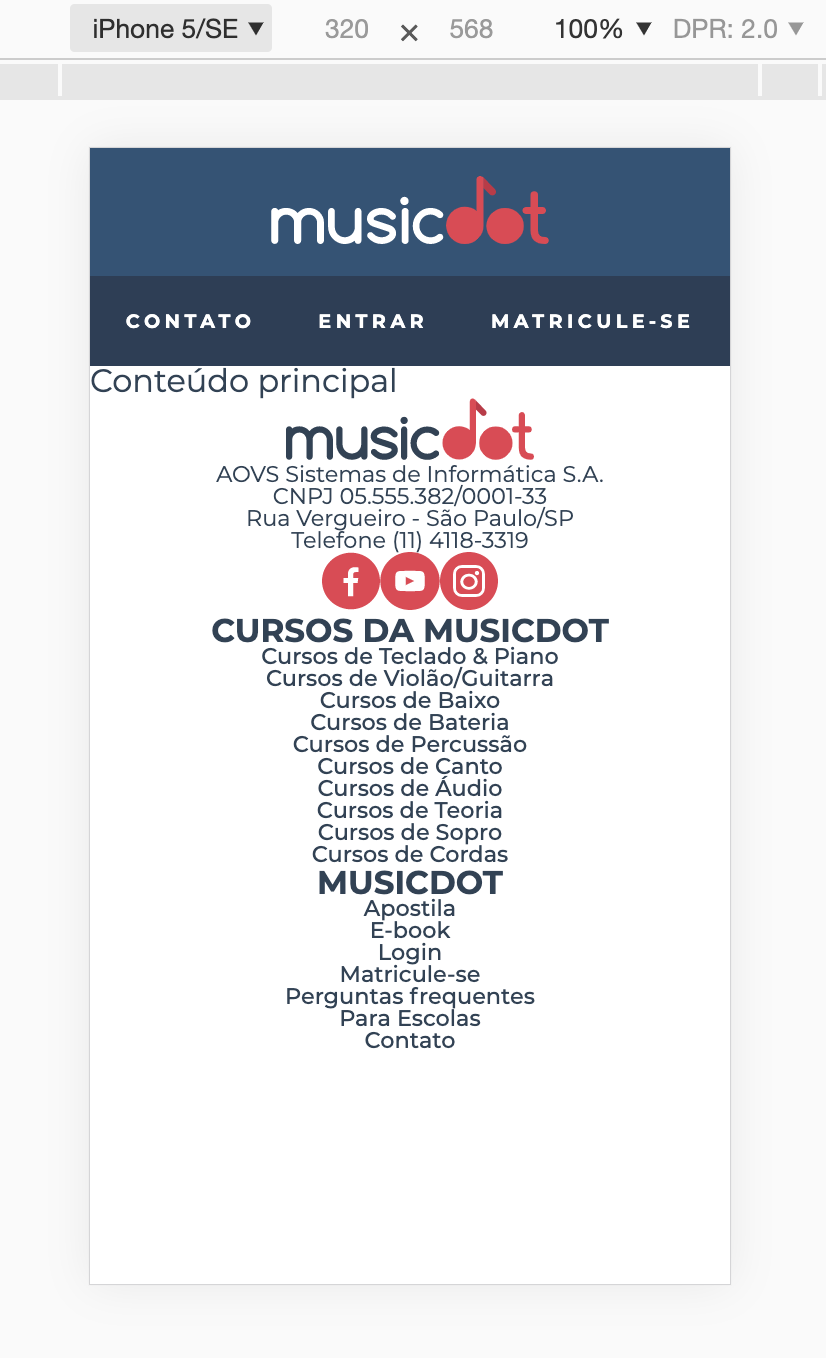 iPhone 5/SE ▼ 320 × 568 100% ▼ DPR: 2.0 ▼
musicdot
CONTATO ENTRAR MATRICULE-SE
Conteúdo principal
musicdot
AOVS Sistemas de Informática S.A.
CNPJ 05.555.382/0001-33
Rua Vergueiro - São Paulo/SP
Telefone (11) 4118-3319
CURSOS DA MUSICDOT
Cursos de Teclado & Piano
Cursos de Violão/Guitarra
Cursos de Baixo
Cursos de Bateria
Cursos de Percussão
Cursos de Canto
Cursos de Áudio
Cursos de Teoria
Cursos de Sopro
Cursos de Cordas
MUSICDOT
Apostila
E-book
Login
Matricule-se
Perguntas frequentes
Para Escolas
Contato